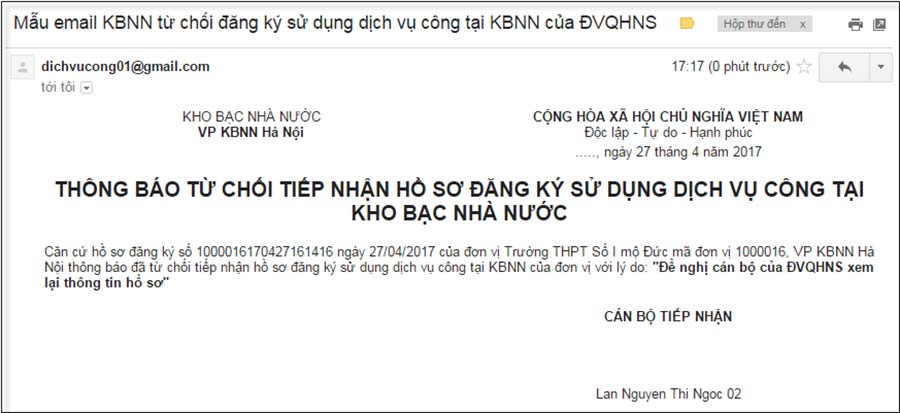 Mẫu email KBNN từ chối đăng ký sử dụng dịch vụ công tại KBNN của ĐVQHNS
Hộp thư đến x
dichvucong01@gmail.com
17:17 (0 phút trước)
tới tôi
KHO BẠC NHÀ NƯỚC
VP KBNN Hà Nội
CỘNG HÒA XÃ HỘI CHỦ NGHĨA VIỆT NAM
Độc lập - Tự do - Hạnh phúc
....., ngày 27 tháng 4 năm 2017
THÔNG BÁO TỪ CHỐI TIẾP NHẬN HỒ SƠ ĐĂNG KÝ SỬ DỤNG DỊCH VỤ CÔNG TẠI
KHO BẠC NHÀ NƯỚC
Căn cứ hồ sơ đăng ký số 1000016170427161416 ngày 27/04/2017 của đơn vị Trường THPT Số I mộ Đức mã đơn vị 1000016, VP KBNN Hà
Nội thông báo đã từ chối tiếp nhận hồ sơ đăng ký sử dụng dịch vụ công tại KBNN của đơn vị với lý do: "Đề nghị cán bộ của ĐVQHNS xem
lại thông tin hồ sơ"
CÁN BỘ TIẾP NHẬN
Lan Nguyen Thi Ngoc 02